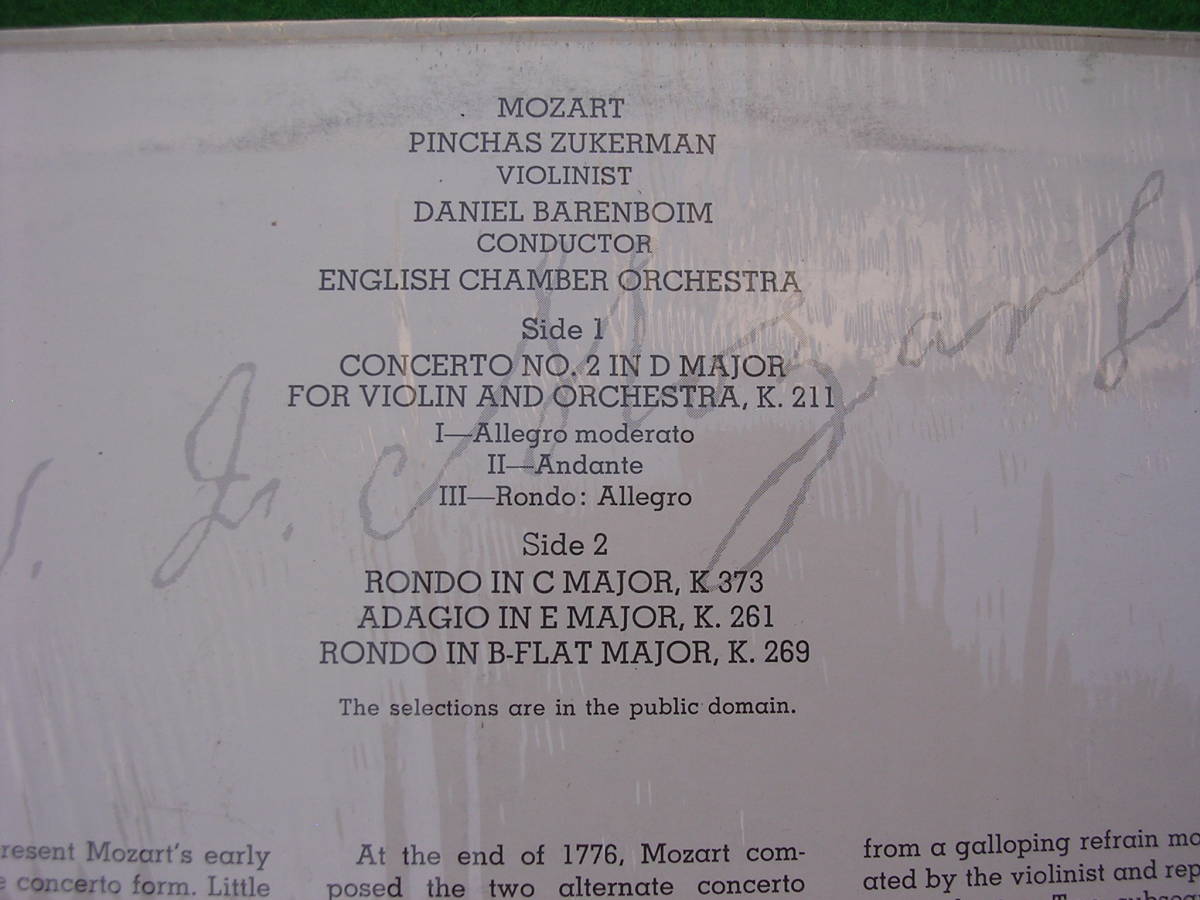 MOZART
PINCHAS ZUKERMAN
VIOLINIST
DANIEL BARENBOIM
CONDUCTOR
ENGLISH CHAMBER ORCHESTRA
Side 1
CONCERTO NO. 2 IN D MAJOR
FOR VIOLIN AND ORCHESTRA, K. 211
I—Allegro moderato
II—Andante
III—Rondo: Allegro
Side 2
RONDO IN C MAJOR, K 373
ADAGIO IN E MAJOR, K. 261
RONDO IN B-FLAT MAJOR, K. 269
The selections are in the public domain.
resent Mozart's early
concerto form. Little
At the end of 1776, Mozart com-
posed the two alternate concerto
from a galloping refrain
ated by the violinist and
Mozart